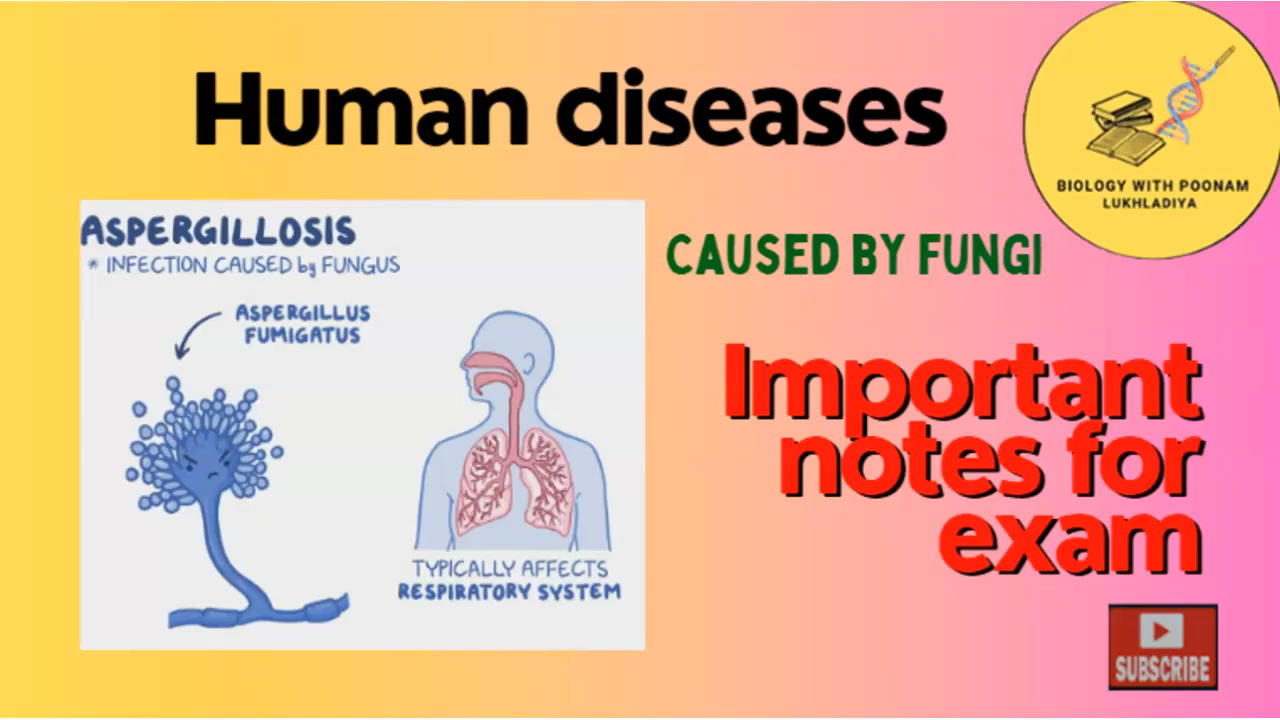 Human diseases
BIOLOGY WITH POONAM
LUKHLADIYA
ASPERGILLOSIS
* INFECTION CAUSED by FUNGUS
CAUSED BY FUNGI
ASPERGILLUS
FUMIGATUS
TYPICALLY AFFECTS
RESPIRATORY SYSTEM
Important
notes for
exam
SUBSCRIBE